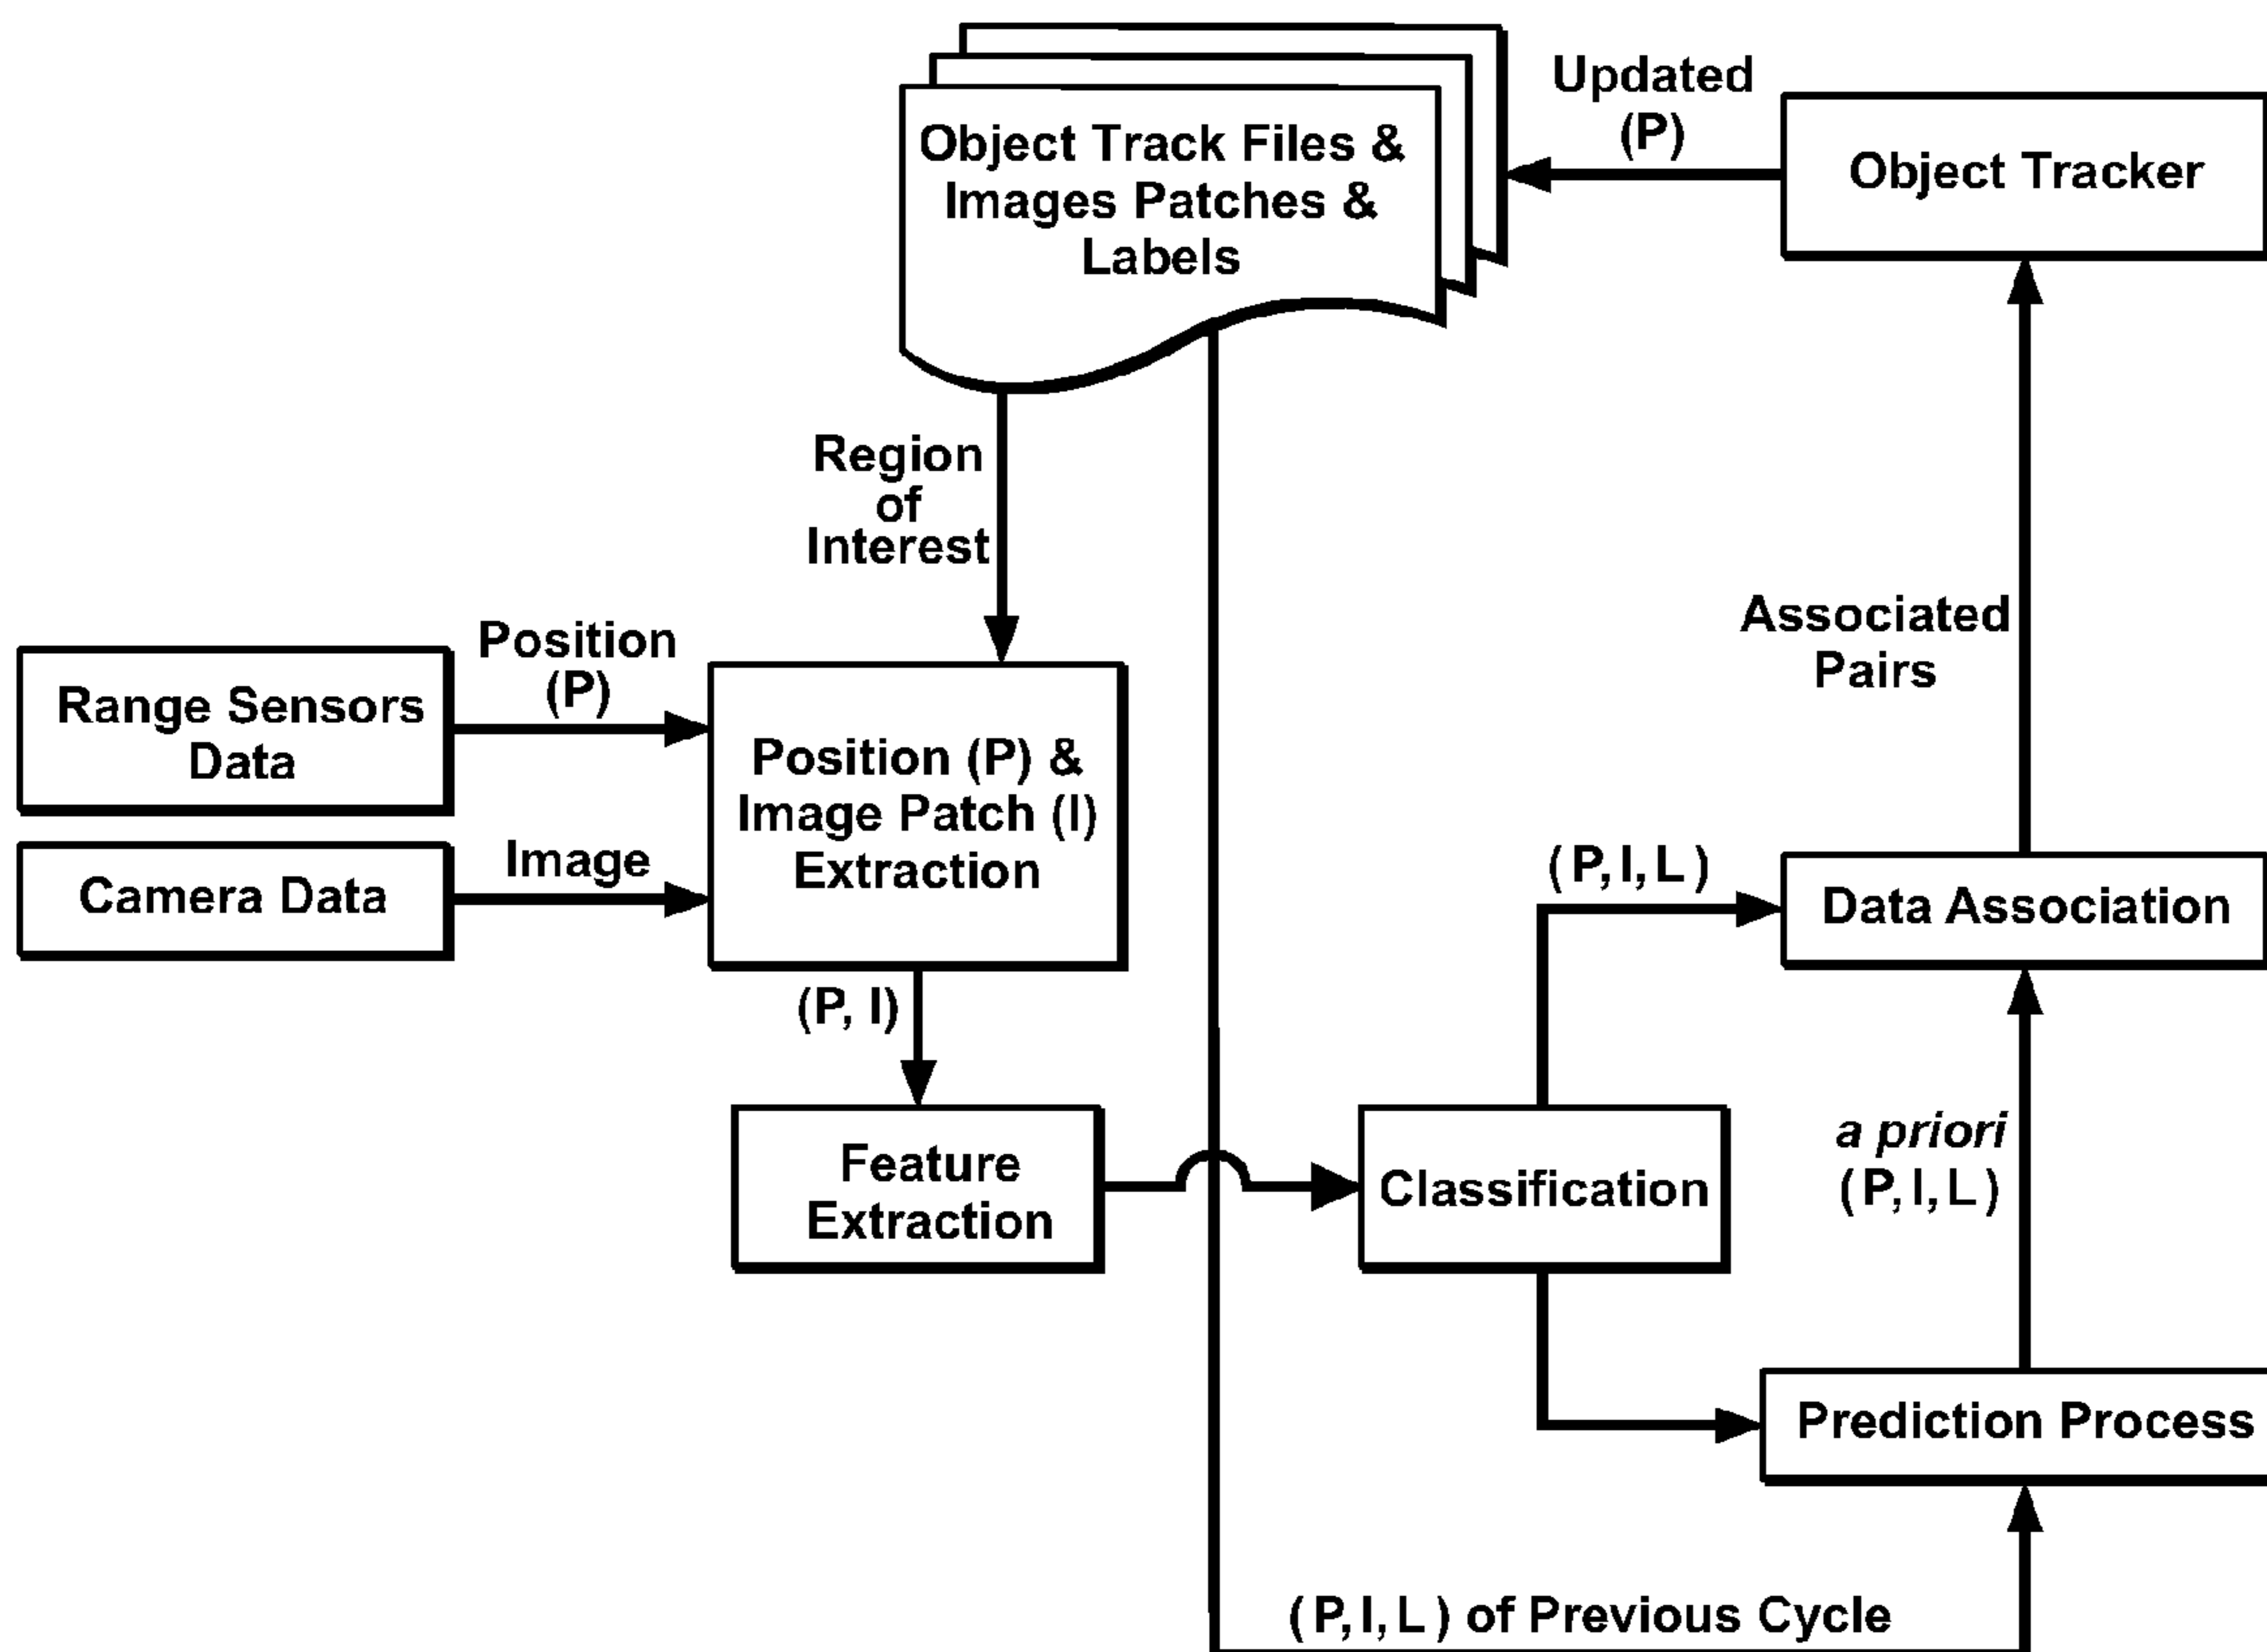 Object Track Files &
Images Patches &
Labels
Updated
(P)
Object Tracker
Region
of
Interest
Associated
Pairs
Range Sensors
Data
Position
(P)
Position (P) &
Image Patch (I)
Extraction
Camera Data
Image
(P, I)
(P, I, L)
Data Association
Feature
Extraction
Classification
a priori
(P, I, L)
Prediction Process
(P, I, L) of Previous Cycle